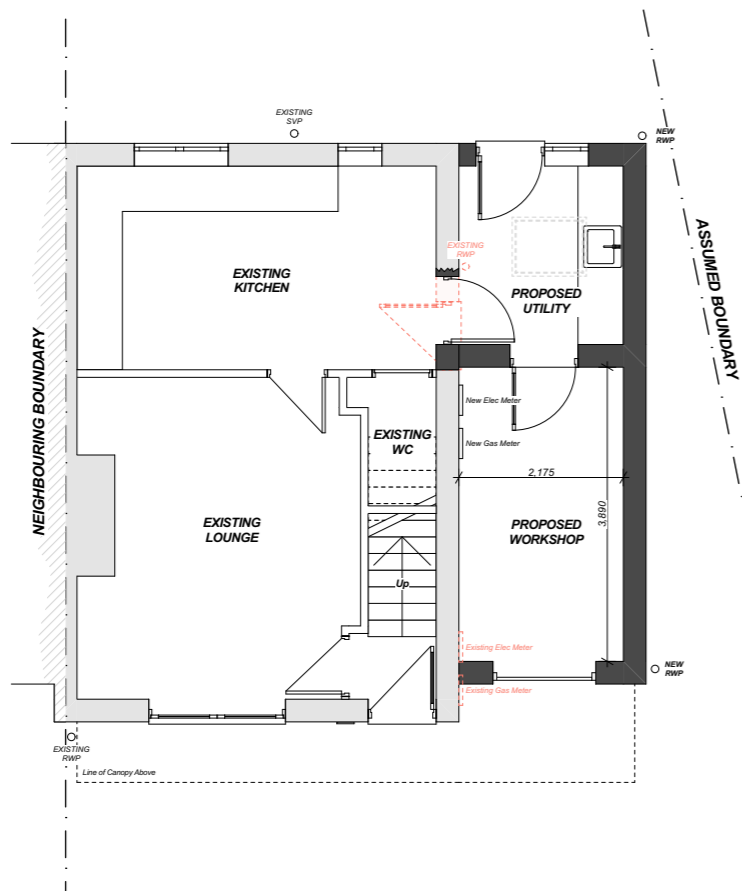 EXISTING
SVP
NEW
RWP
EXISTING
RWP
EXISTING
KITCHEN
PROPOSED
UTILITY
ASSUMED BOUNDARY
NEIGHBOURING BOUNDARY
New Elec Meter
EXISTING
WC
New Gas Meter
2,175
EXISTING
LOUNGE
PROPOSED
WORKSHOP
3,890
Up
Existing Elec Meter
NEW
RWP
Existing Gas Meter
EXISTING
RWP
Line of Canopy Above